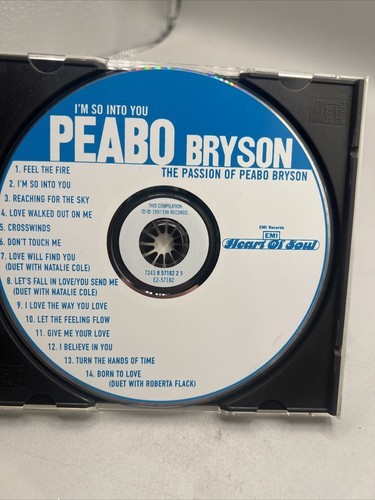 I'M SO INTO YOU
PEABO BRYSON
THE PASSION OF PEABO BRYSON
1. FEEL THE FIRE
2. I'M SO INTO YOU
3. REACHING FOR THE SKY
4. LOVE WALKED OUT ON ME
5. CROSSWINDS
6. DON'T TOUCH ME
7. LOVE WILL FIND YOU
(DUET WITH NATALIE COLE)
8. LET'S FALL IN LOVE/YOU SEND ME
(DUET WITH NATALIE COLE)
9. I LOVE THE WAY YOU LOVE
10. LET THE FEELING FLOW
11. GIVE ME YOUR LOVE
12. I BELIEVE IN YOU
13. TURN THE HANDS OF TIME
14. BORN TO LOVE
(DUET WITH ROBERTA FLACK)
THIS COMPILATION
℗ © 1997 EMI RECORDS
7243 8 57182 2 9
E2-57182
EMI Records
EMI
Heart Of Soul